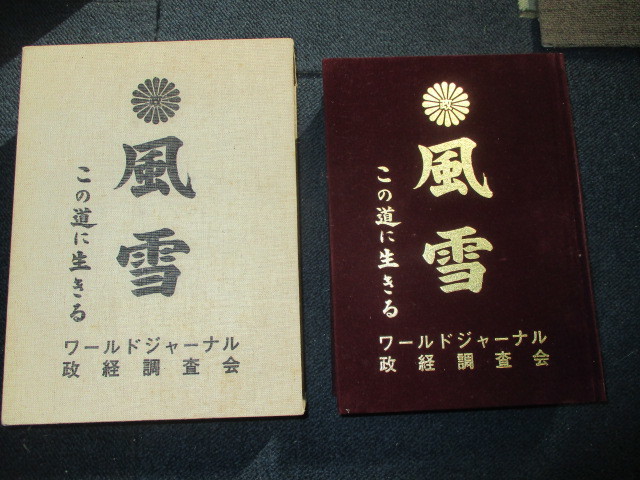 風雪
この道に生きる
ワールドジャーナル
政経調査会
政
風雪
この道に生きる
ワールドジャーナル
政経調査会